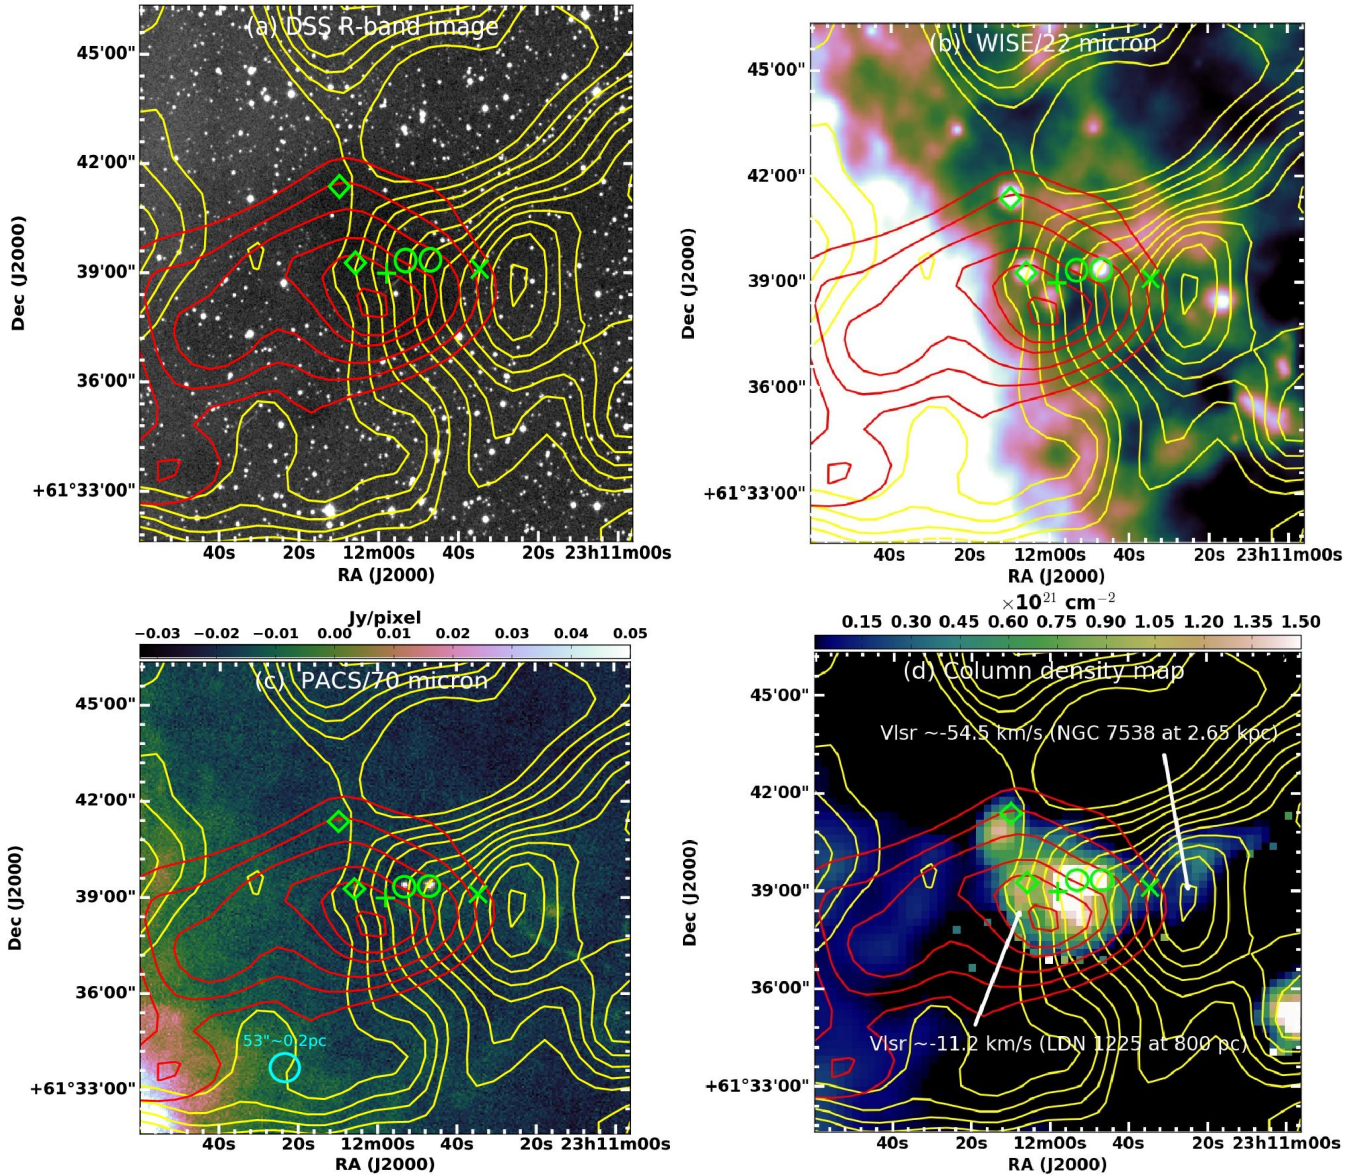 (a) DSS R-band image
45'00"
42'00"
39'00"
36'00"
+61°33'00"
Dec (J2000)
40s 20s 12m00s 40s 20s 23h11m00s
RA (J2000)
(b) WISE/22 micron
45'00"
42'00"
39'00"
36'00"
+61°33'00"
Dec (J2000)
40s 20s 12m00s 40s 20s 23h11m00s
RA (J2000)
Jy/pixel
−0.03 −0.02 −0.01 0.00 0.01 0.02 0.03 0.04 0.05
(c) PACS/70 micron
45'00"
42'00"
39'00"
36'00"
+61°33'00"
Dec (J2000)
53"~0.2pc
40s 20s 12m00s 40s 20s 23h11m00s
RA (J2000)
×10²¹ cm⁻²
0.15 0.30 0.45 0.60 0.75 0.90 1.05 1.20 1.35 1.50
(d) Column density map
Vlsr ~-54.5 km/s (NGC 7538 at 2.65 kpc)
Vlsr ~-11.2 km/s (LDN 1225 at 800 pc)
45'00"
42'00"
39'00"
36'00"
+61°33'00"
Dec (J2000)
40s 20s 12m00s 40s 20s 23h11m00s
RA (J2000)